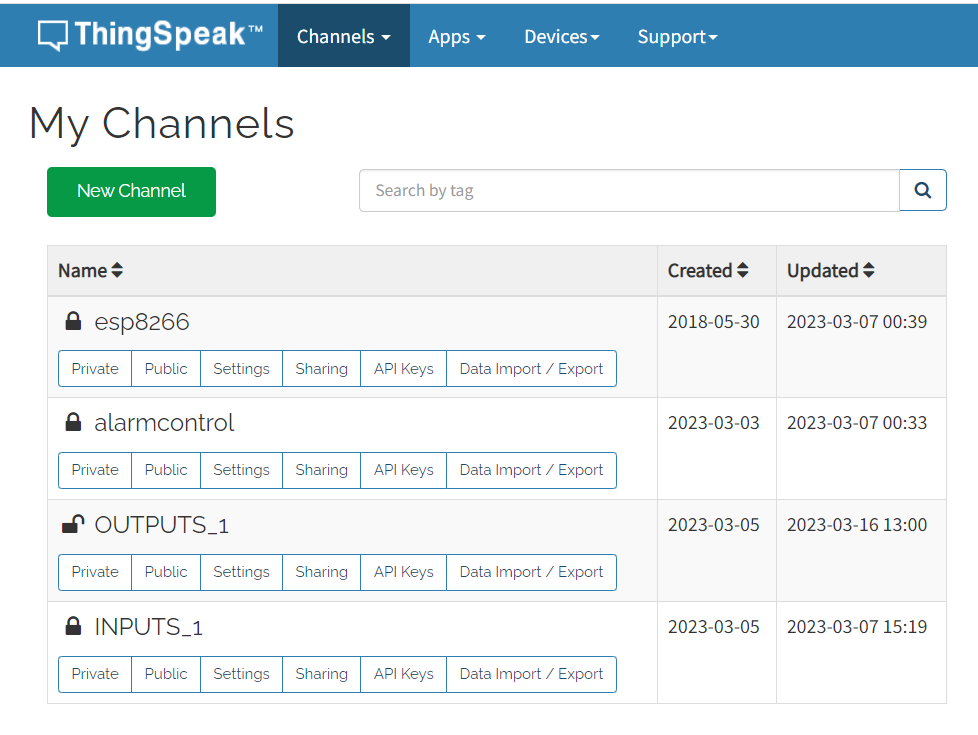 ThingSpeak™ Channels Apps Devices Support
My Channels
New Channel Search by tag
Name Created Updated
esp8266 2018-05-30 2023-03-07 00:39
Private Public Settings Sharing API Keys Data Import / Export
alarmcontrol 2023-03-03 2023-03-07 00:33
Private Public Settings Sharing API Keys Data Import / Export
OUTPUTS_1 2023-03-05 2023-03-16 13:00
Private Public Settings Sharing API Keys Data Import / Export
INPUTS_1 2023-03-05 2023-03-07 15:19
Private Public Settings Sharing API Keys Data Import / Export